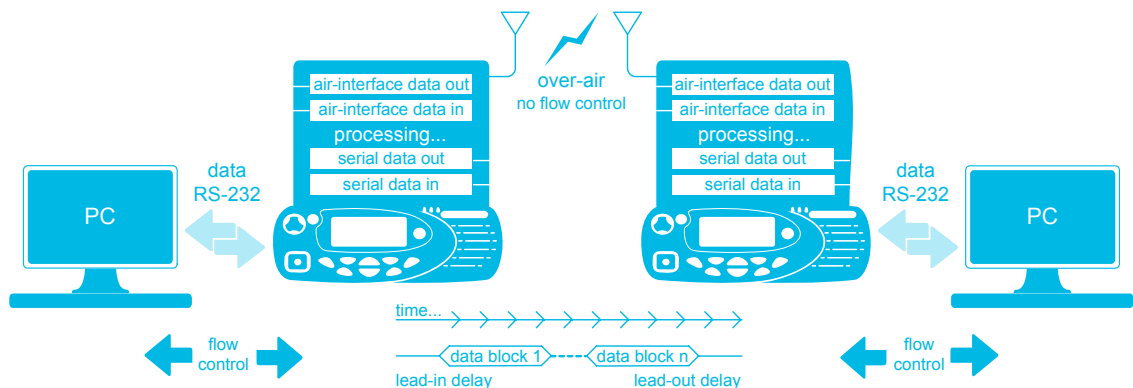 over-air
no flow control
air-interface data out
air-interface data in
processing...
serial data out
serial data in
air-interface data out
air-interface data in
processing...
serial data out
serial data in
PC
data
RS-232
data
RS-232
PC
time...
flow
control
data block 1
data block n
lead-in delay
lead-out delay
flow
control